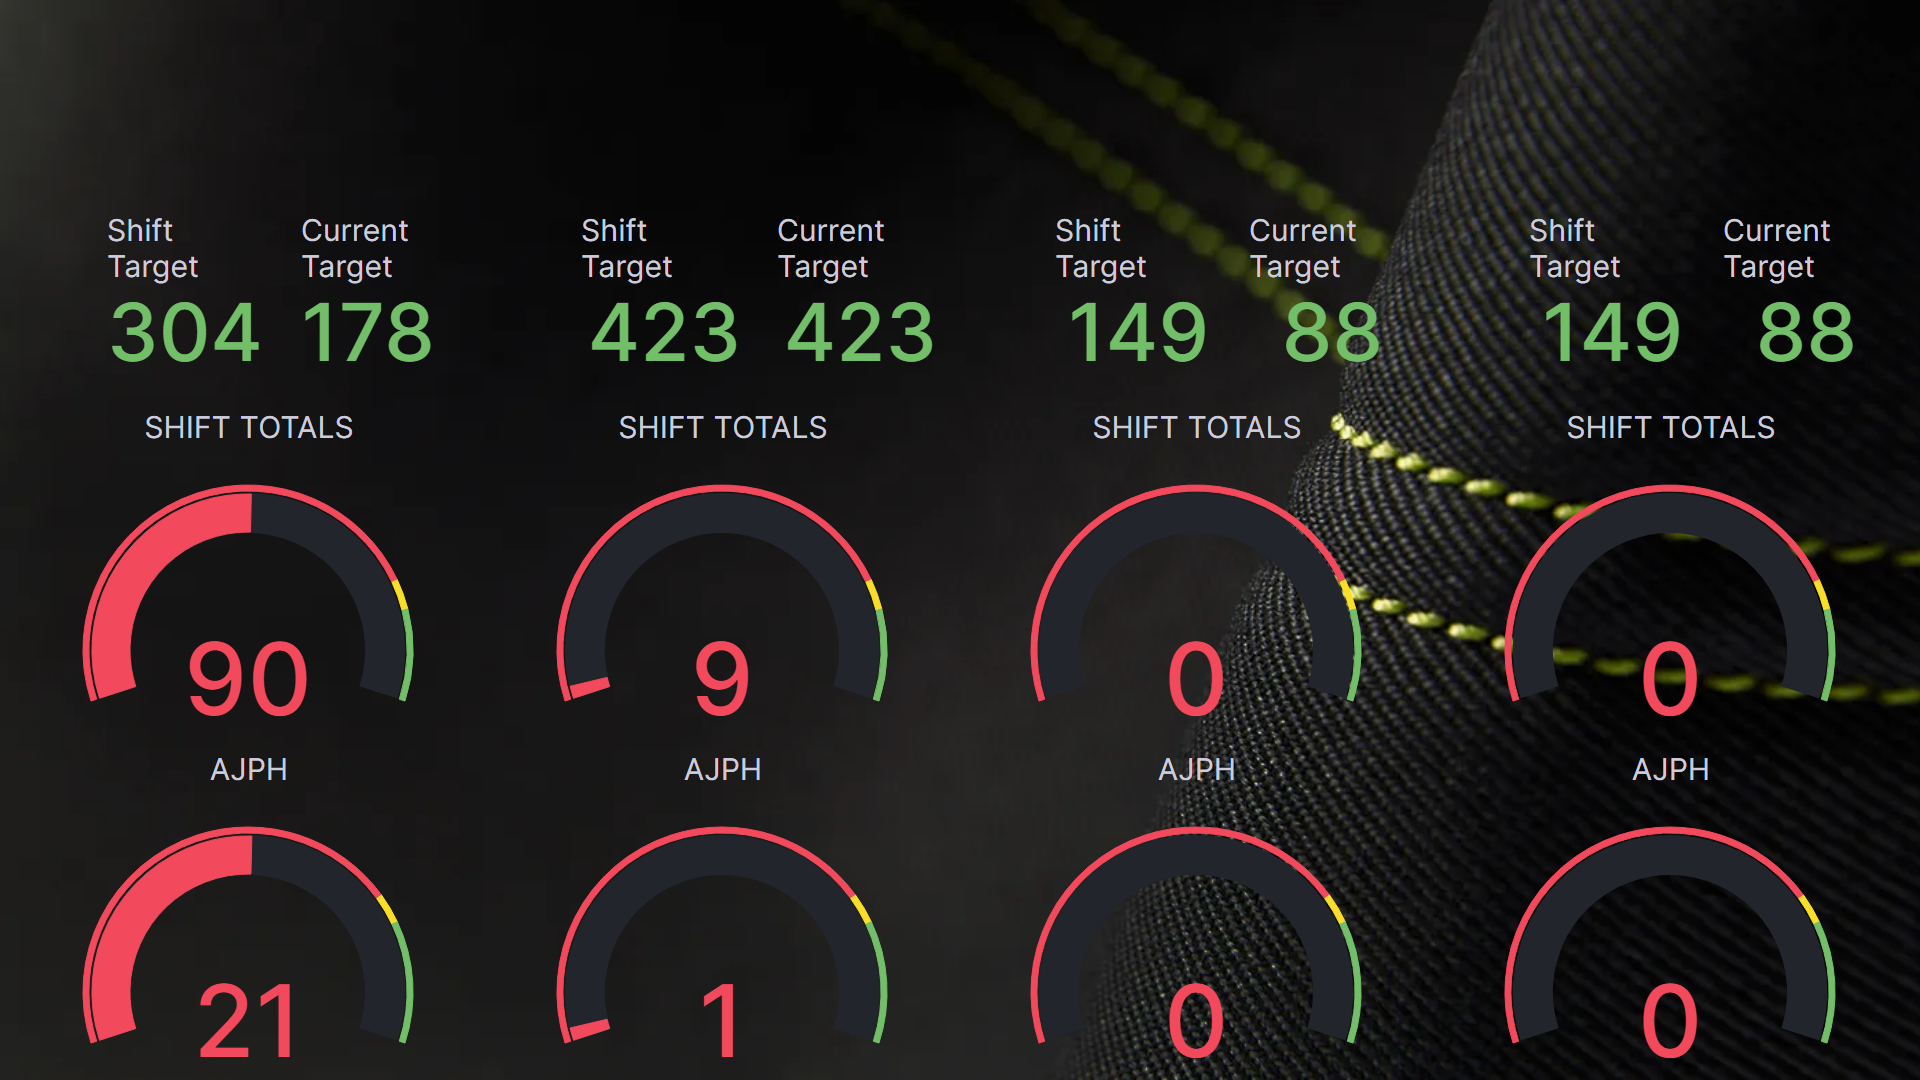 Shift Target
Current Target
304
178
SHIFT TOTALS
90
AJPH
21
Shift Target
Current Target
423
423
SHIFT TOTALS
9
AJPH
1
Shift Target
Current Target
149
88
SHIFT TOTALS
0
AJPH
0
Shift Target
Current Target
149
88
SHIFT TOTALS
0
AJPH
0